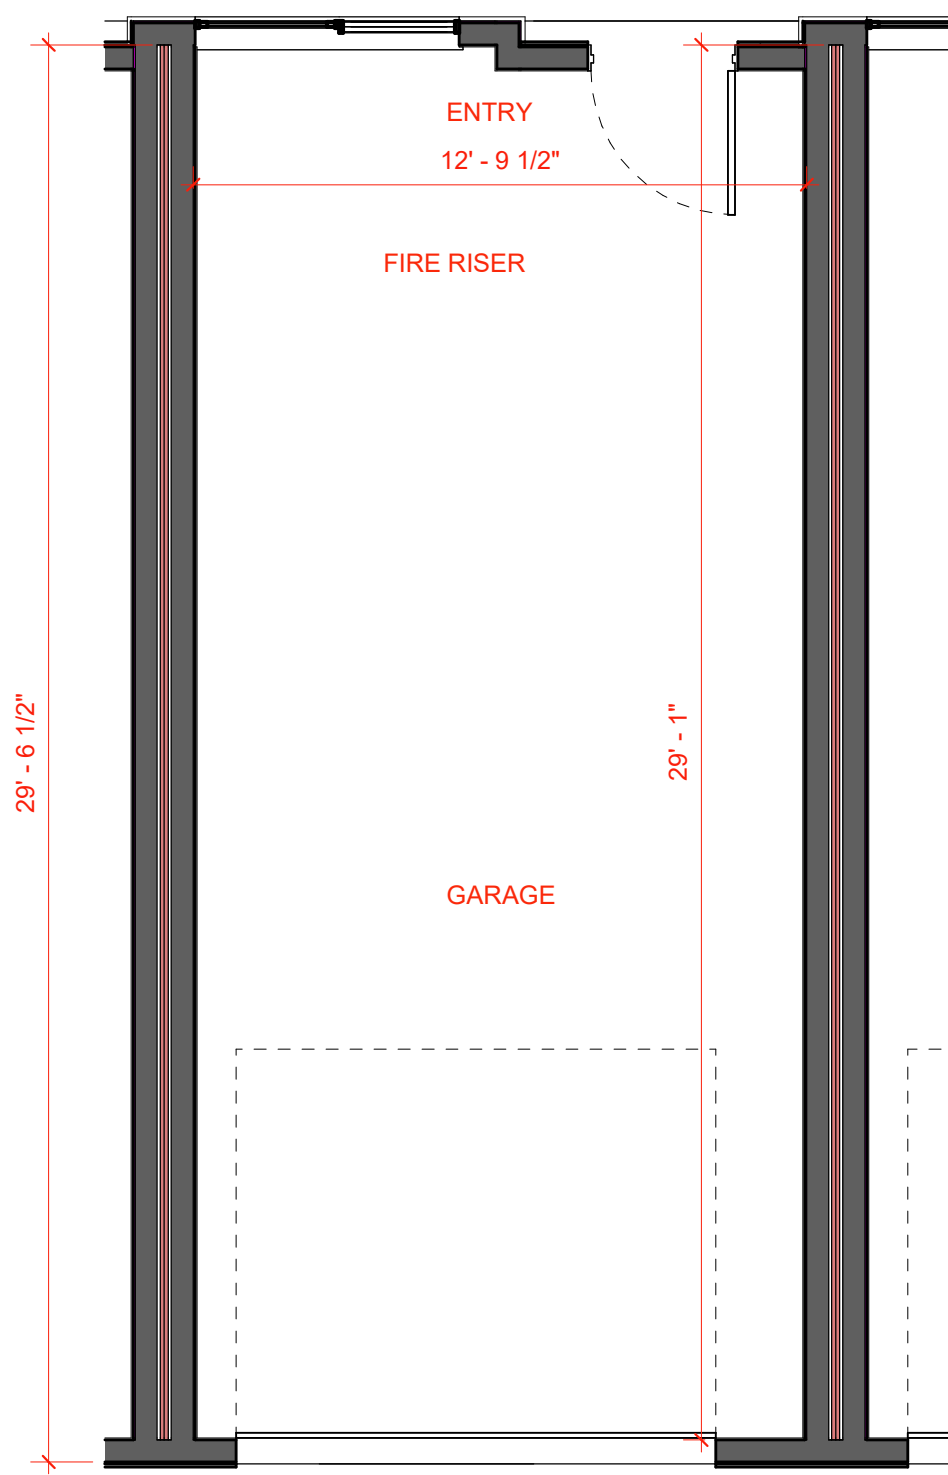 ENTRY
12' - 9 1/2"
FIRE RISER
29' - 6 1/2"
29' - 1"
GARAGE